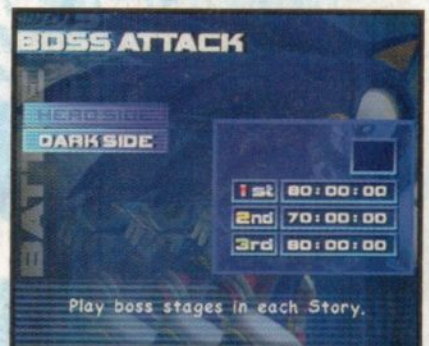 BOSS ATTACK
HERO SIDE
DARK SIDE
1st 80:00:00
2nd 70:00:00
3rd 80:00:00
Play boss stages in each Story.